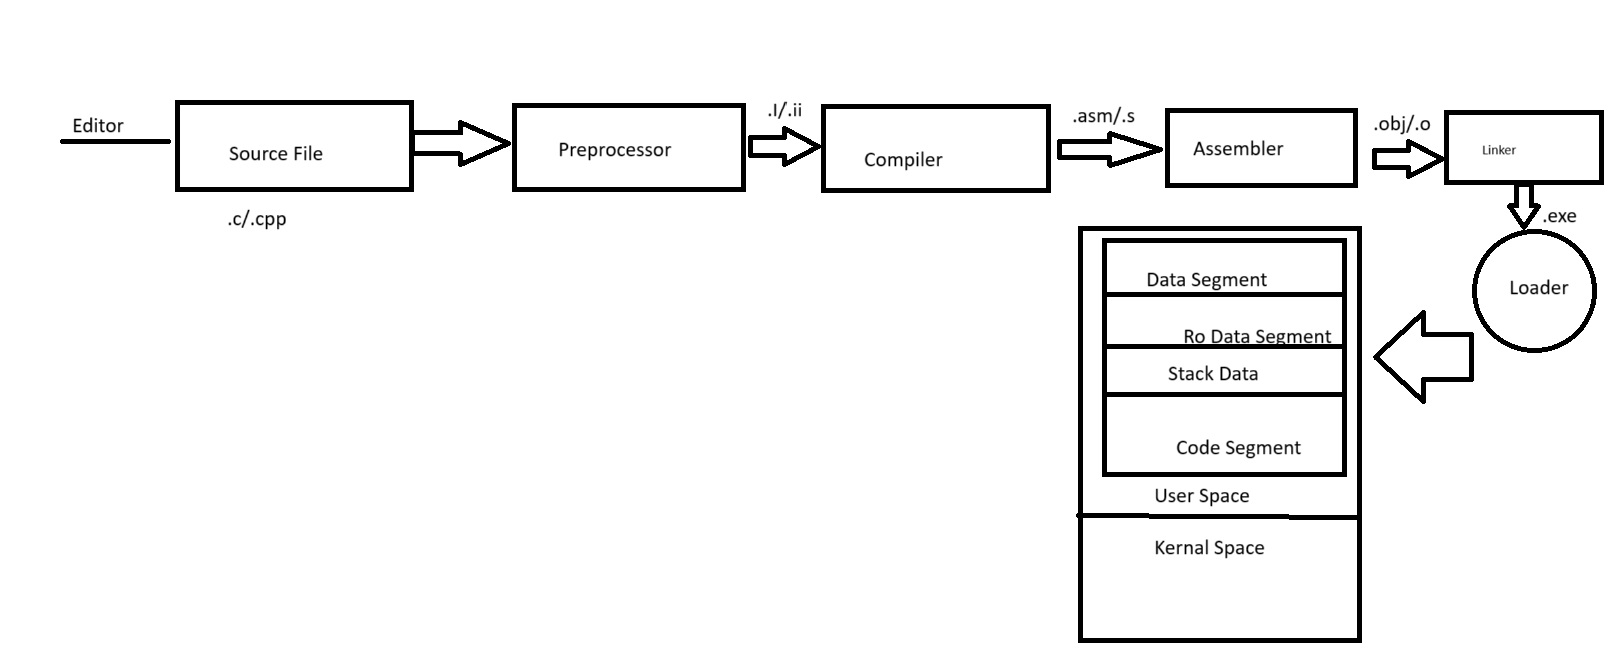 Editor
Source File
.c/.cpp
Preprocessor
.I/.ii
Compiler
.asm/.s
Assembler
.obj/.o
Linker
.exe
Loader
Data Segment
Ro Data Segment
Stack Data
Code Segment
User Space
Kernal Space